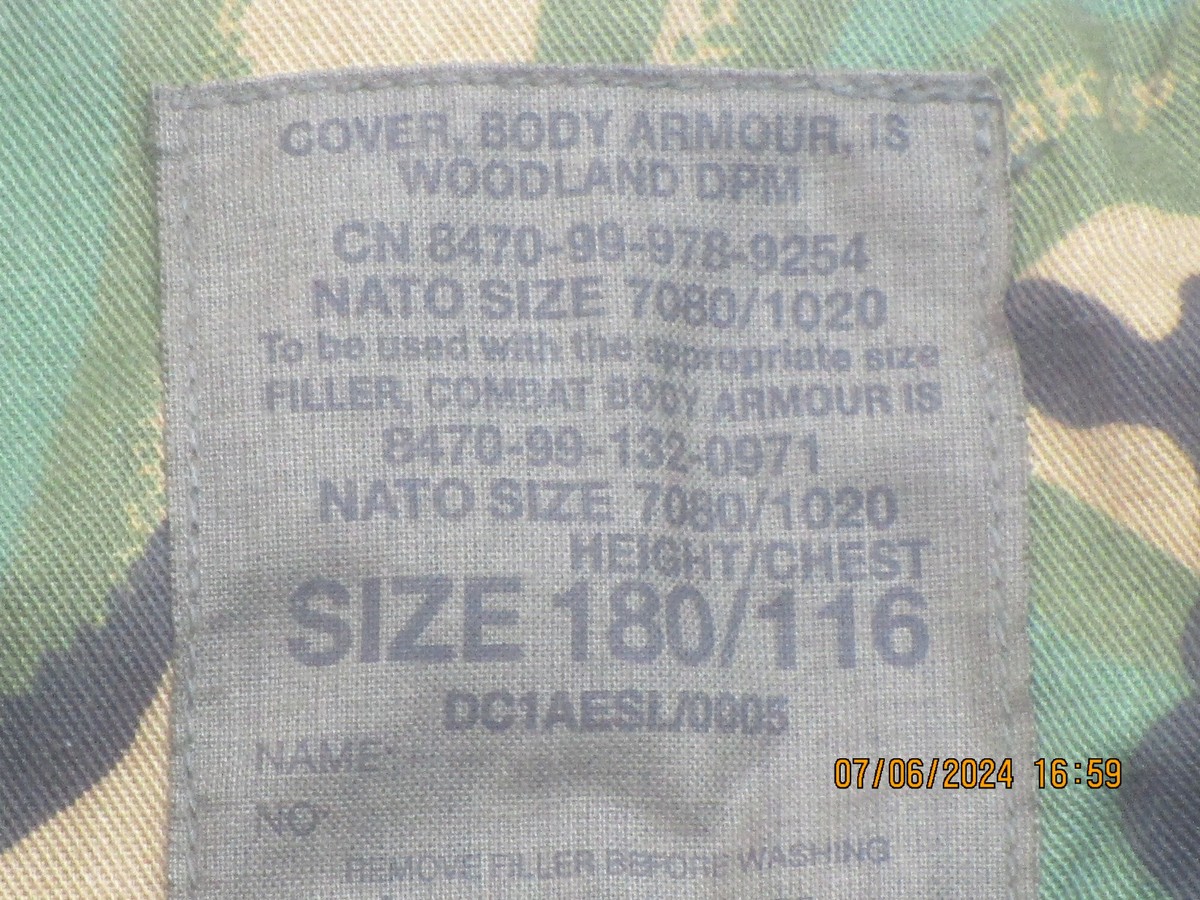 COVER, BODY ARMOUR, IS
WOODLAND DPM
CN 8470-99-978-9254
NATO SIZE 7080/1020
To be used with the appropriate size
FILLER, COMBAT BODY ARMOUR IS
8470-99-132-0971
NATO SIZE 7080/1020
HEIGHT/CHEST
SIZE 180/116
DC1AESL/0005
NAME:
NO:
REMOVE FILLER BEFORE WASHING
07/06/2024 16:59